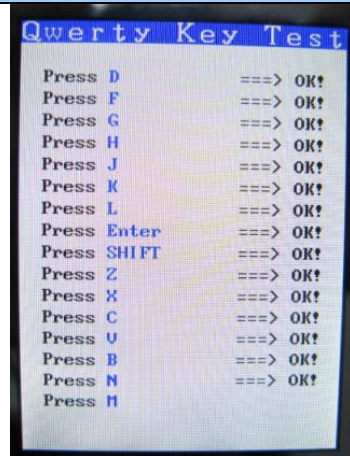 Qwerty Key Test
Press D ===> OK!
Press F ===> OK!
Press G ===> OK!
Press H ===> OK!
Press J ===> OK!
Press K ===> OK!
Press L ===> OK!
Press Enter ===> OK!
Press SHIFT ===> OK!
Press Z ===> OK!
Press X ===> OK!
Press C ===> OK!
Press V ===> OK!
Press B ===> OK!
Press N ===> OK!
Press M